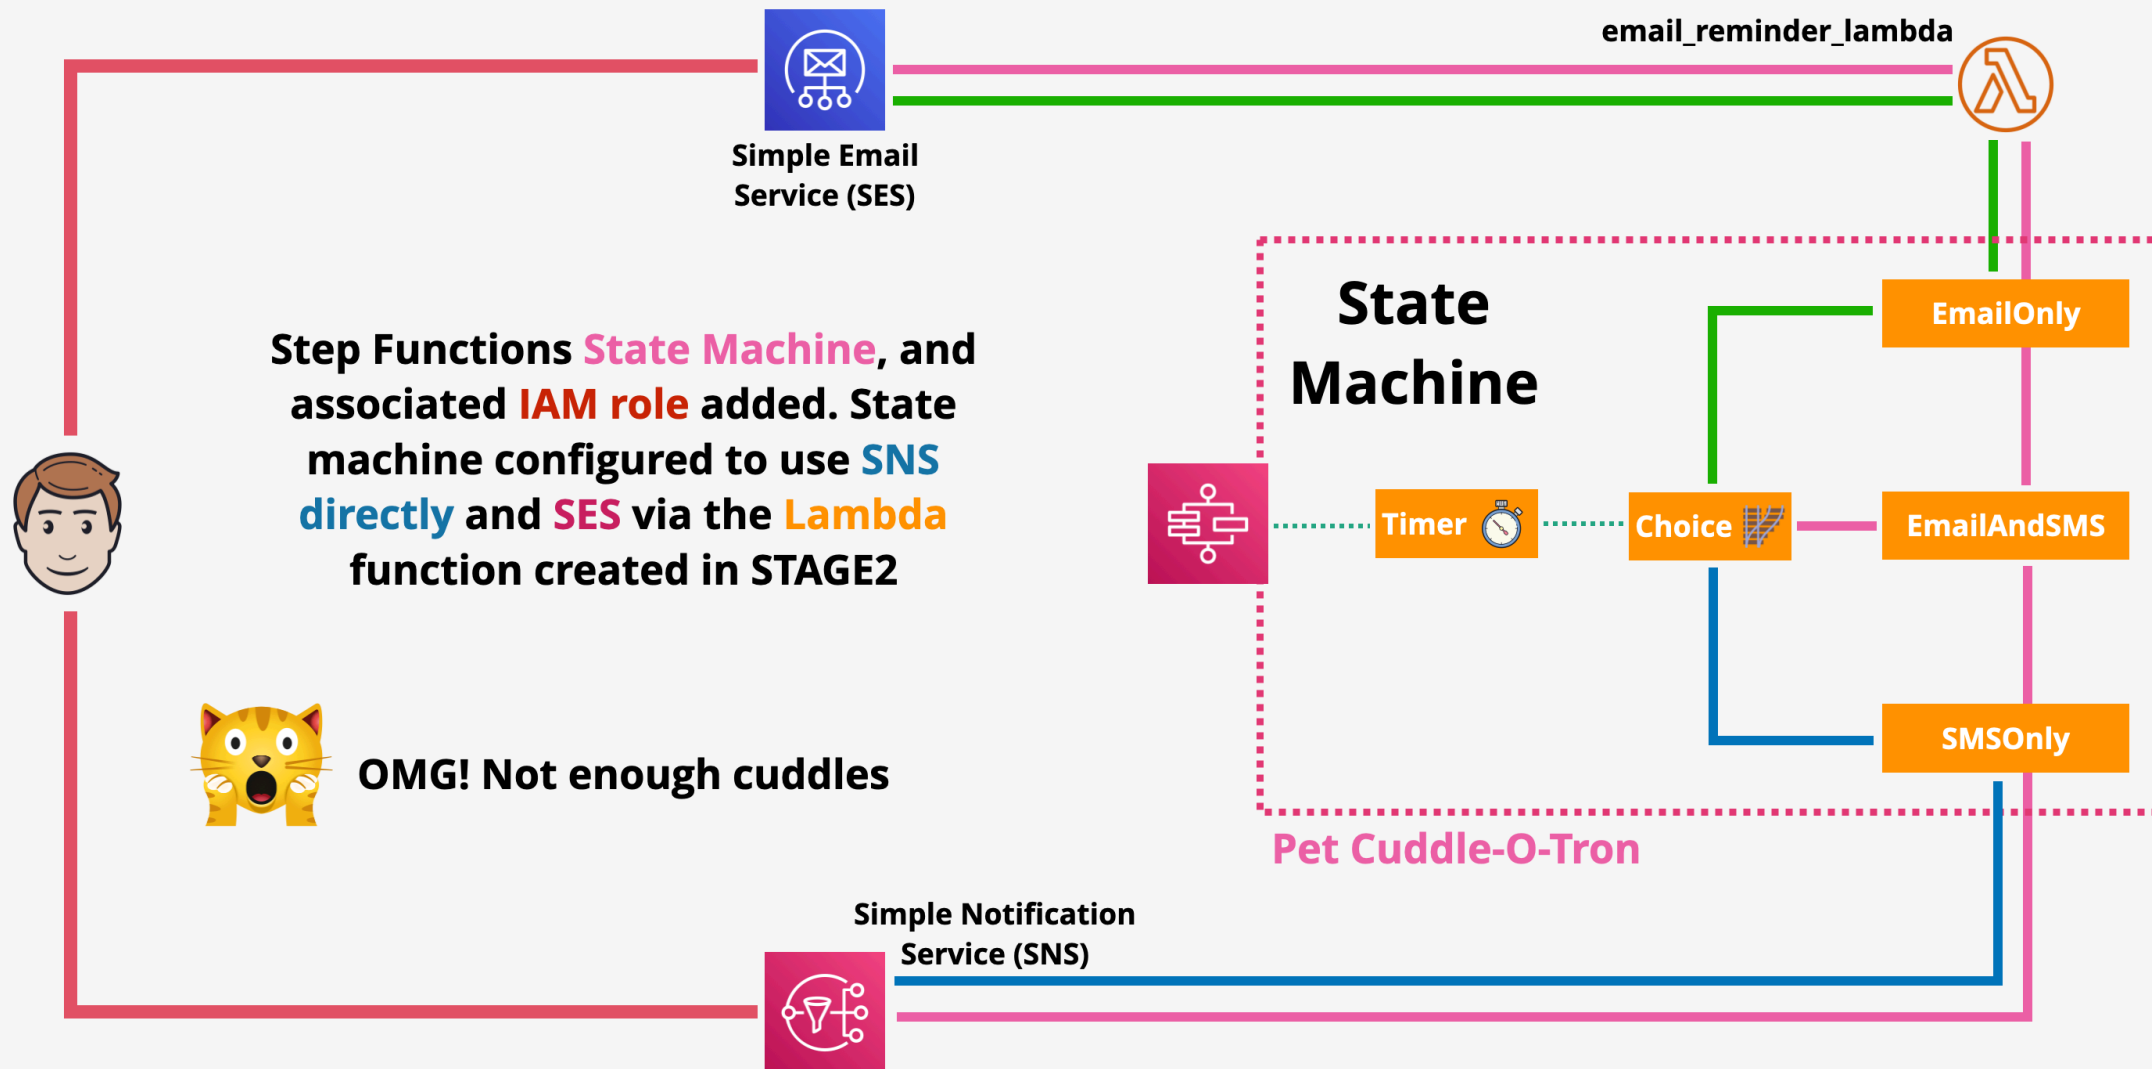 email_reminder_lambda
Simple Email
Service (SES)
State
Machine
EmailOnly
Step Functions State Machine, and
associated IAM role added. State
machine configured to use SNS
directly and SES via the Lambda
function created in STAGE2
Timer
Choice
EmailAndSMS
SMSOnly
OMG! Not enough cuddles
Pet Cuddle-O-Tron
Simple Notification
Service (SNS)